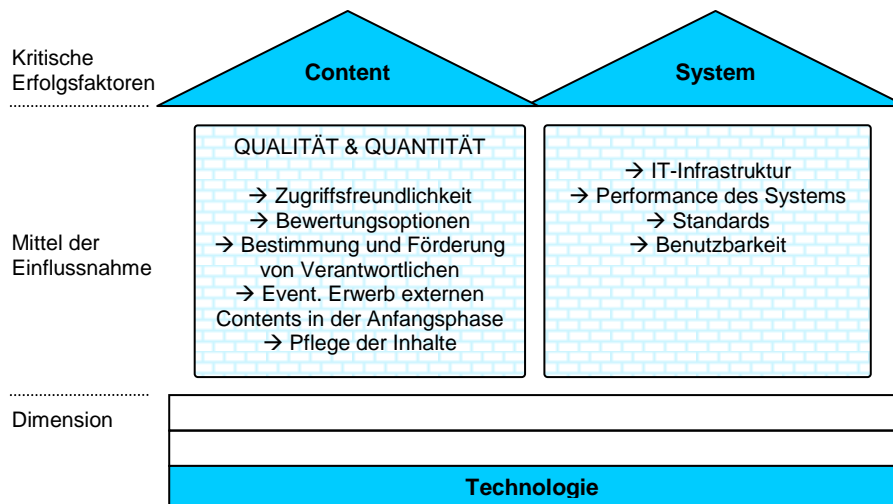 Kritische
Erfolgsfaktoren
Content
System
Mittel der
Einflussnahme
QUALITÄT & QUANTITÄT
→ Zugriffsfreundlichkeit
→ Bewertungsoptionen
→ Bestimmung und Förderung
von Verantwortlichen
→ Event. Erwerb externen
Contents in der Anfangsphase
→ Pflege der Inhalte
→ IT-Infrastruktur
→ Performance des Systems
→ Standards
→ Benutzbarkeit
Dimension
Technologie